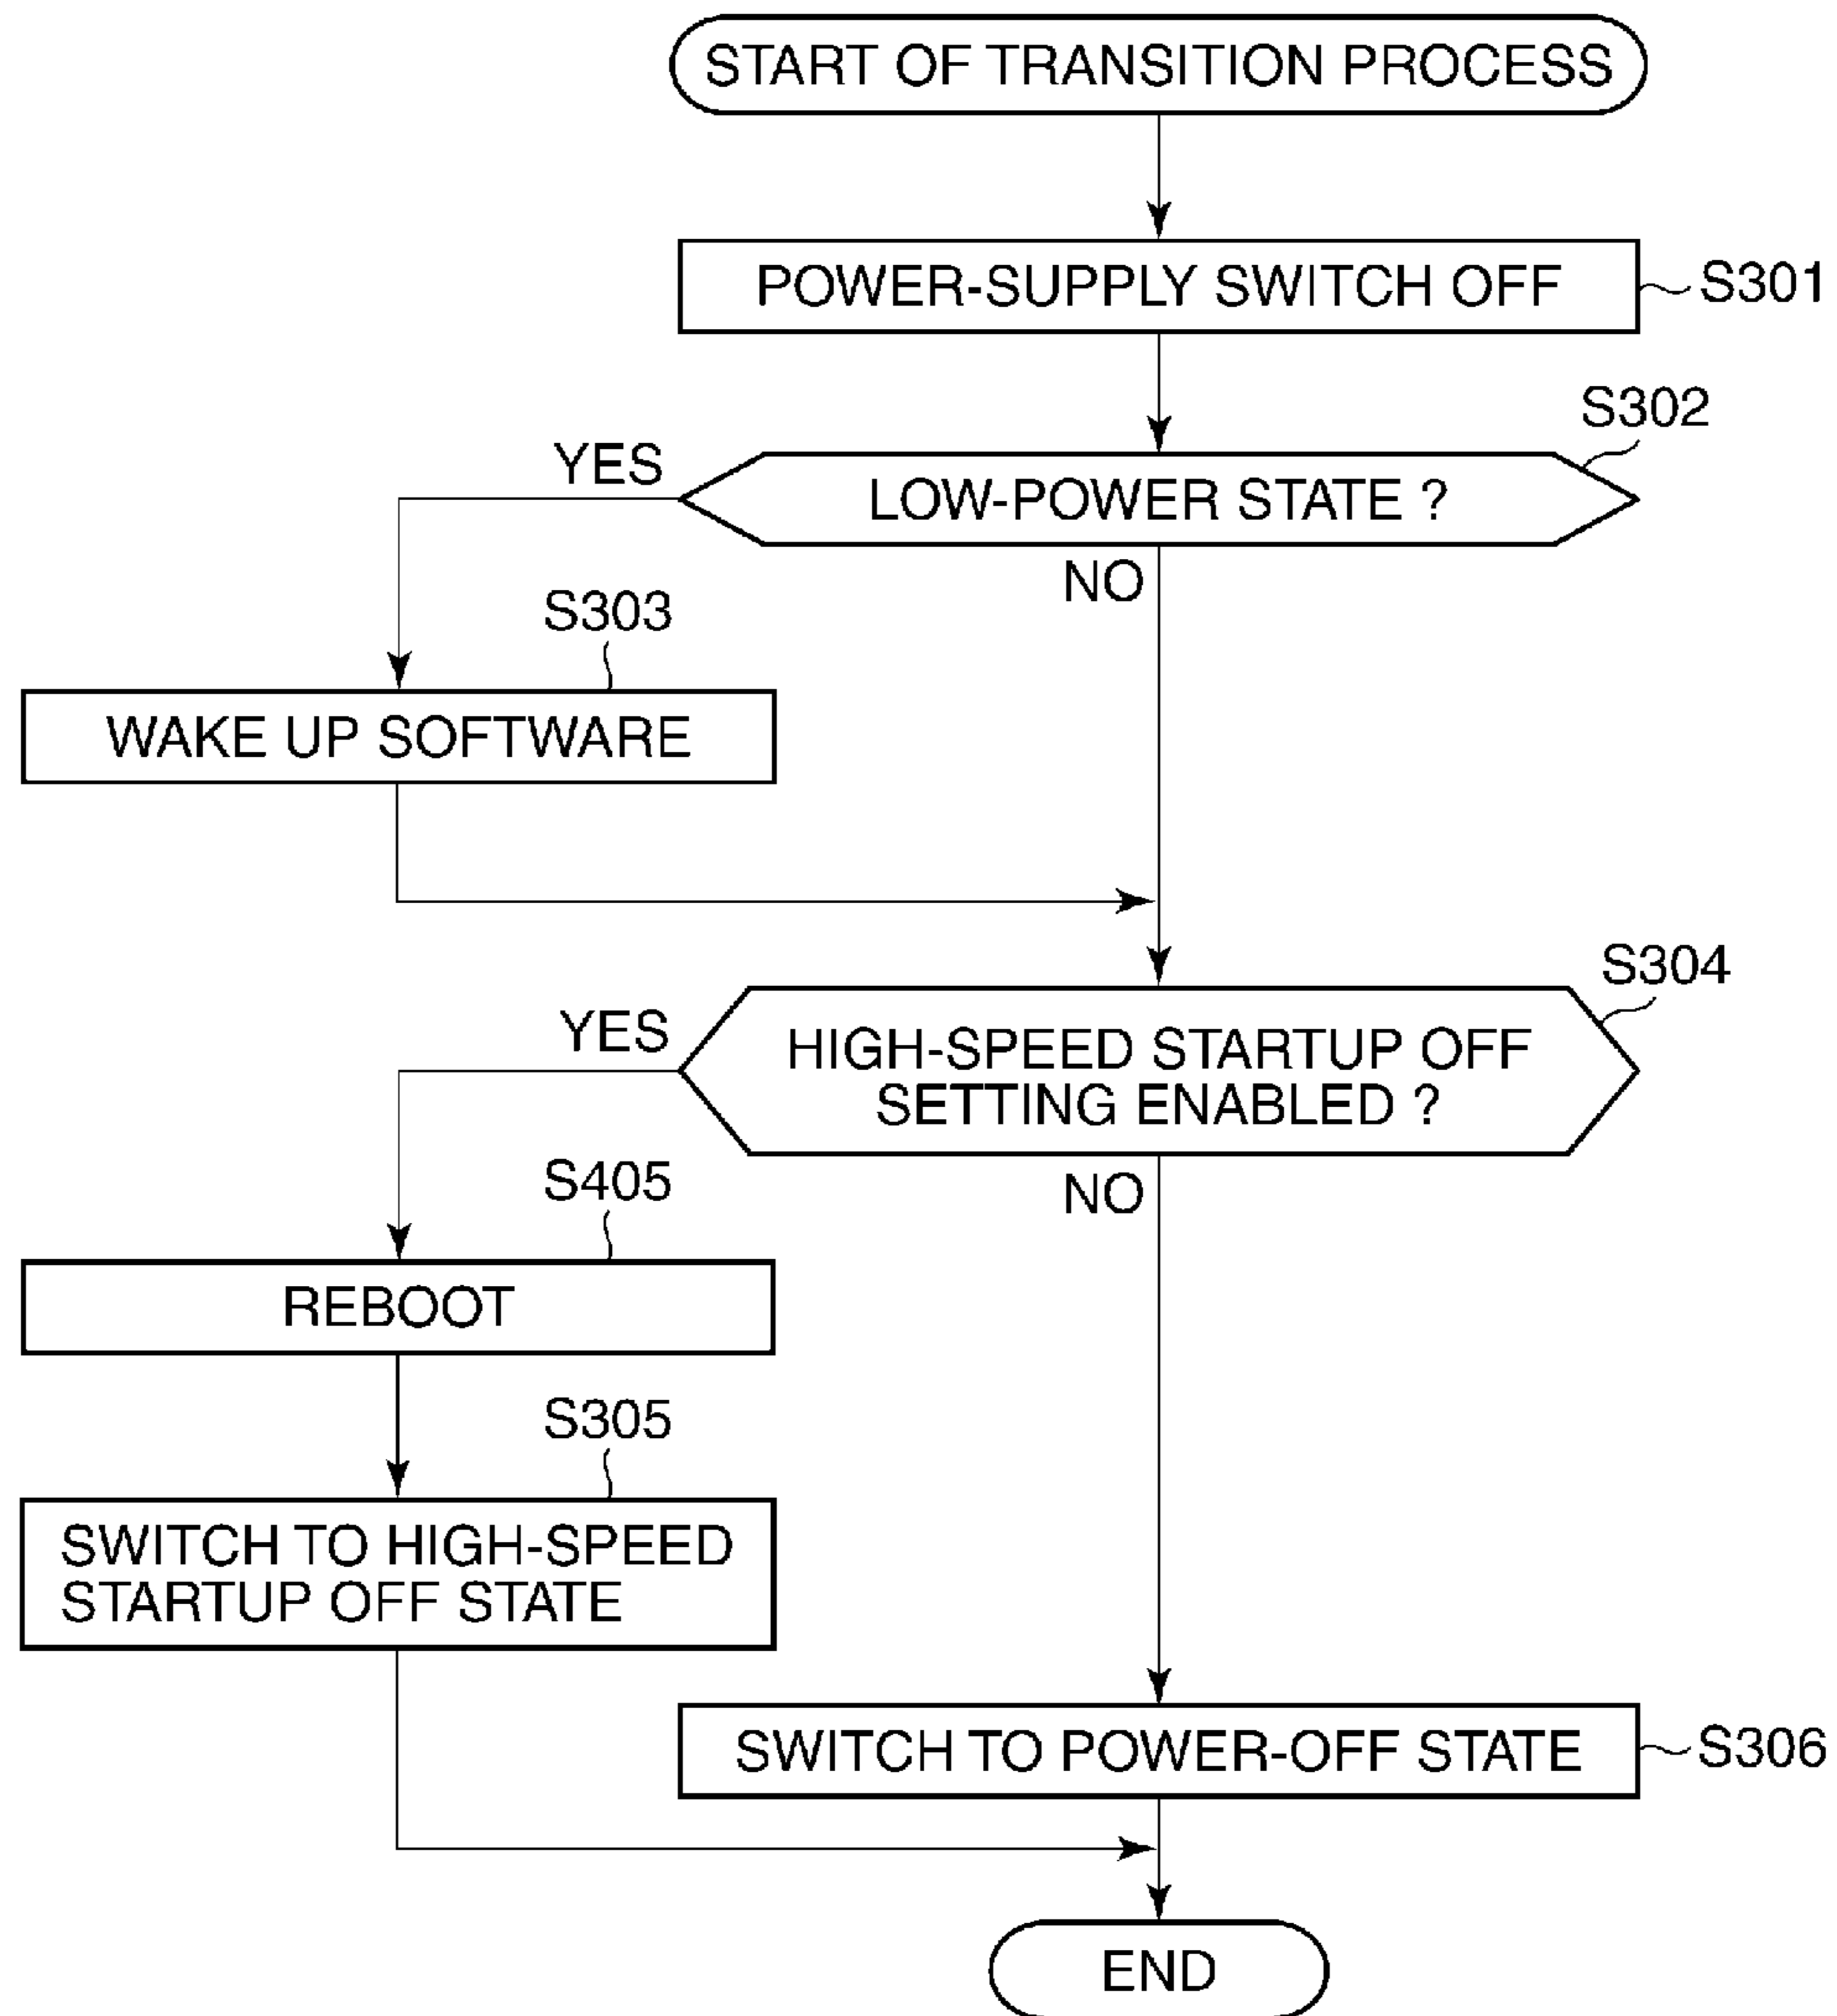 START OF TRANSITION PROCESS
POWER-SUPPLY SWITCH OFF
S301
S302
YES
LOW-POWER STATE ?
NO
S303
WAKE UP SOFTWARE
S304
YES
HIGH-SPEED STARTUP OFF
SETTING ENABLED ?
NO
S405
REBOOT
S305
SWITCH TO HIGH-SPEED
STARTUP OFF STATE
SWITCH TO POWER-OFF STATE
S306
END